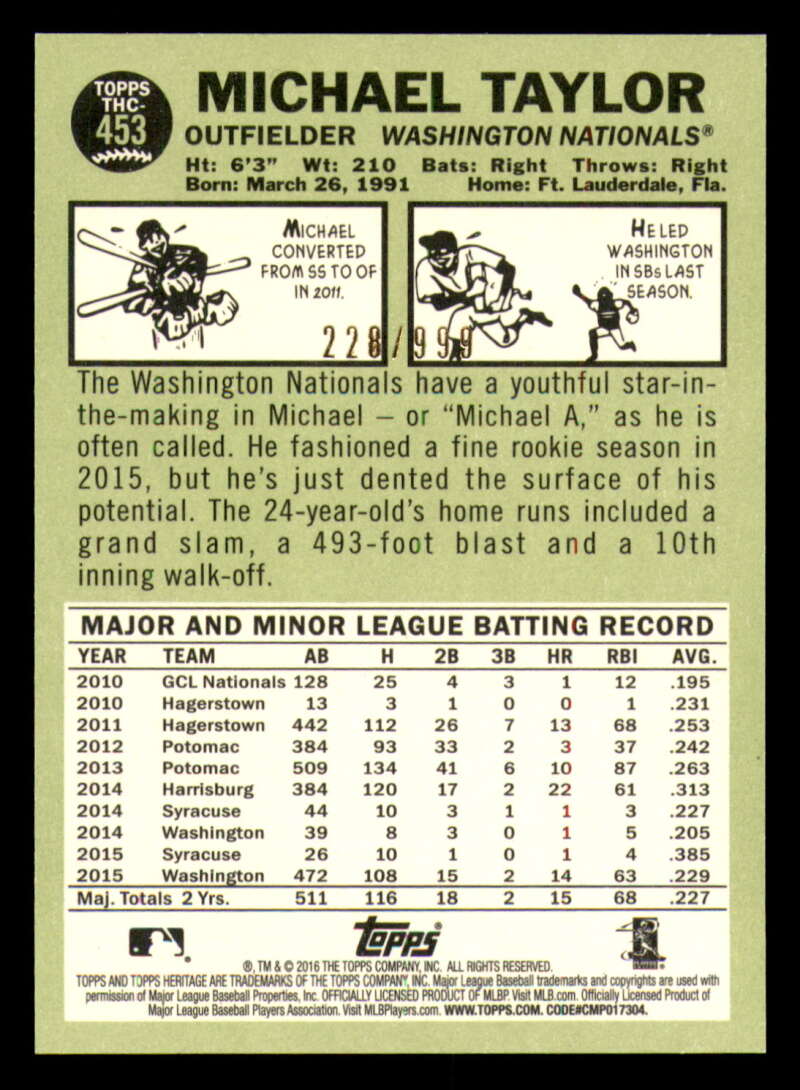 TOPPS
THC-
453
MICHAEL TAYLOR
OUTFIELDER WASHINGTON NATIONALS®
Ht: 6'3" Wt: 210 Bats: Right Throws: Right
Born: March 26, 1991 Home: Ft. Lauderdale, Fla.
MICHAEL
CONVERTED
FROM SS TO OF
IN 2011.
HE LED
WASHINGTON
IN SBs LAST
SEASON.
228/999
The Washington Nationals have a youthful star-in-
the-making in Michael – or “Michael A,” as he is
often called. He fashioned a fine rookie season in
2015, but he's just dented the surface of his
potential. The 24-year-old's home runs included a
grand slam, a 493-foot blast and a 10th
inning walk-off.
MAJOR AND MINOR LEAGUE BATTING RECORD
YEAR TEAM AB H 2B 3B HR RBI AVG.
2010 GCL Nationals 128 25 4 3 1 12 .195
2010 Hagerstown 13 3 1 0 0 1 .231
2011 Hagerstown 442 112 26 7 13 68 .253
2012 Potomac 384 93 33 2 3 37 .242
2013 Potomac 509 134 41 6 10 87 .263
2014 Harrisburg 384 120 17 2 22 61 .313
2014 Syracuse 44 10 3 1 1 3 .227
2014 Washington 39 8 3 0 1 5 .205
2015 Syracuse 26 10 1 0 1 4 .385
2015 Washington 472 108 15 2 14 63 .229
Maj. Totals 2 Yrs. 511 116 18 2 15 68 .227
topps®
®, TM & © 2016 THE TOPPS COMPANY, INC. ALL RIGHTS RESERVED.
TOPPS AND TOPPS HERITAGE ARE TRADEMARKS OF THE TOPPS COMPANY, INC. Major League Baseball trademarks and copyrights are used with
permission of Major League Baseball Properties, Inc. OFFICIALLY LICENSED PRODUCT OF MLBP. Visit MLB.com. Officially Licensed Product of
Major League Baseball Players Association. Visit MLBPlayers.com. WWW.TOPPS.COM. CODE#CMP017304.